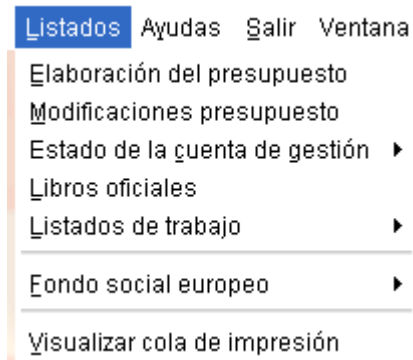 Listados Ayudas Salir Ventana
Elaboración del presupuesto
Modificaciones presupuesto
Estado de la cuenta de gestión
Libros oficiales
Listados de trabajo
Fondo social europeo
Visualizar cola de impresión